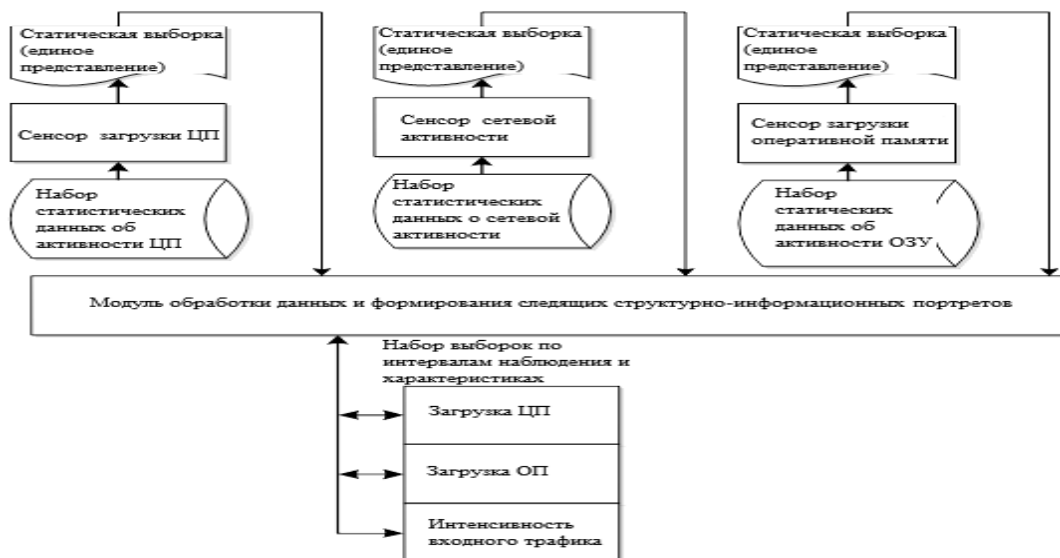 Статическая выборка
(единое
представление)
Статическая выборка
(единое
представление)
Статическая выборка
(единое
представление)
Сенсор загрузки ЦП
Сенсор сетевой
активности
Сенсор загрузки
оперативной памяти
Набор
статистических
данных об
активности ЦП
Набор
статистических
данных о сетевой
активности
Набор
статических
данных об
активности ОЗУ
Модуль обработки данных и формирования следящих структурно-информационных портретов
Набор выборок по
интервалам наблюдения и
характеристиках
Загрузка ЦП
Загрузка ОП
Интенсивность
входного трафика